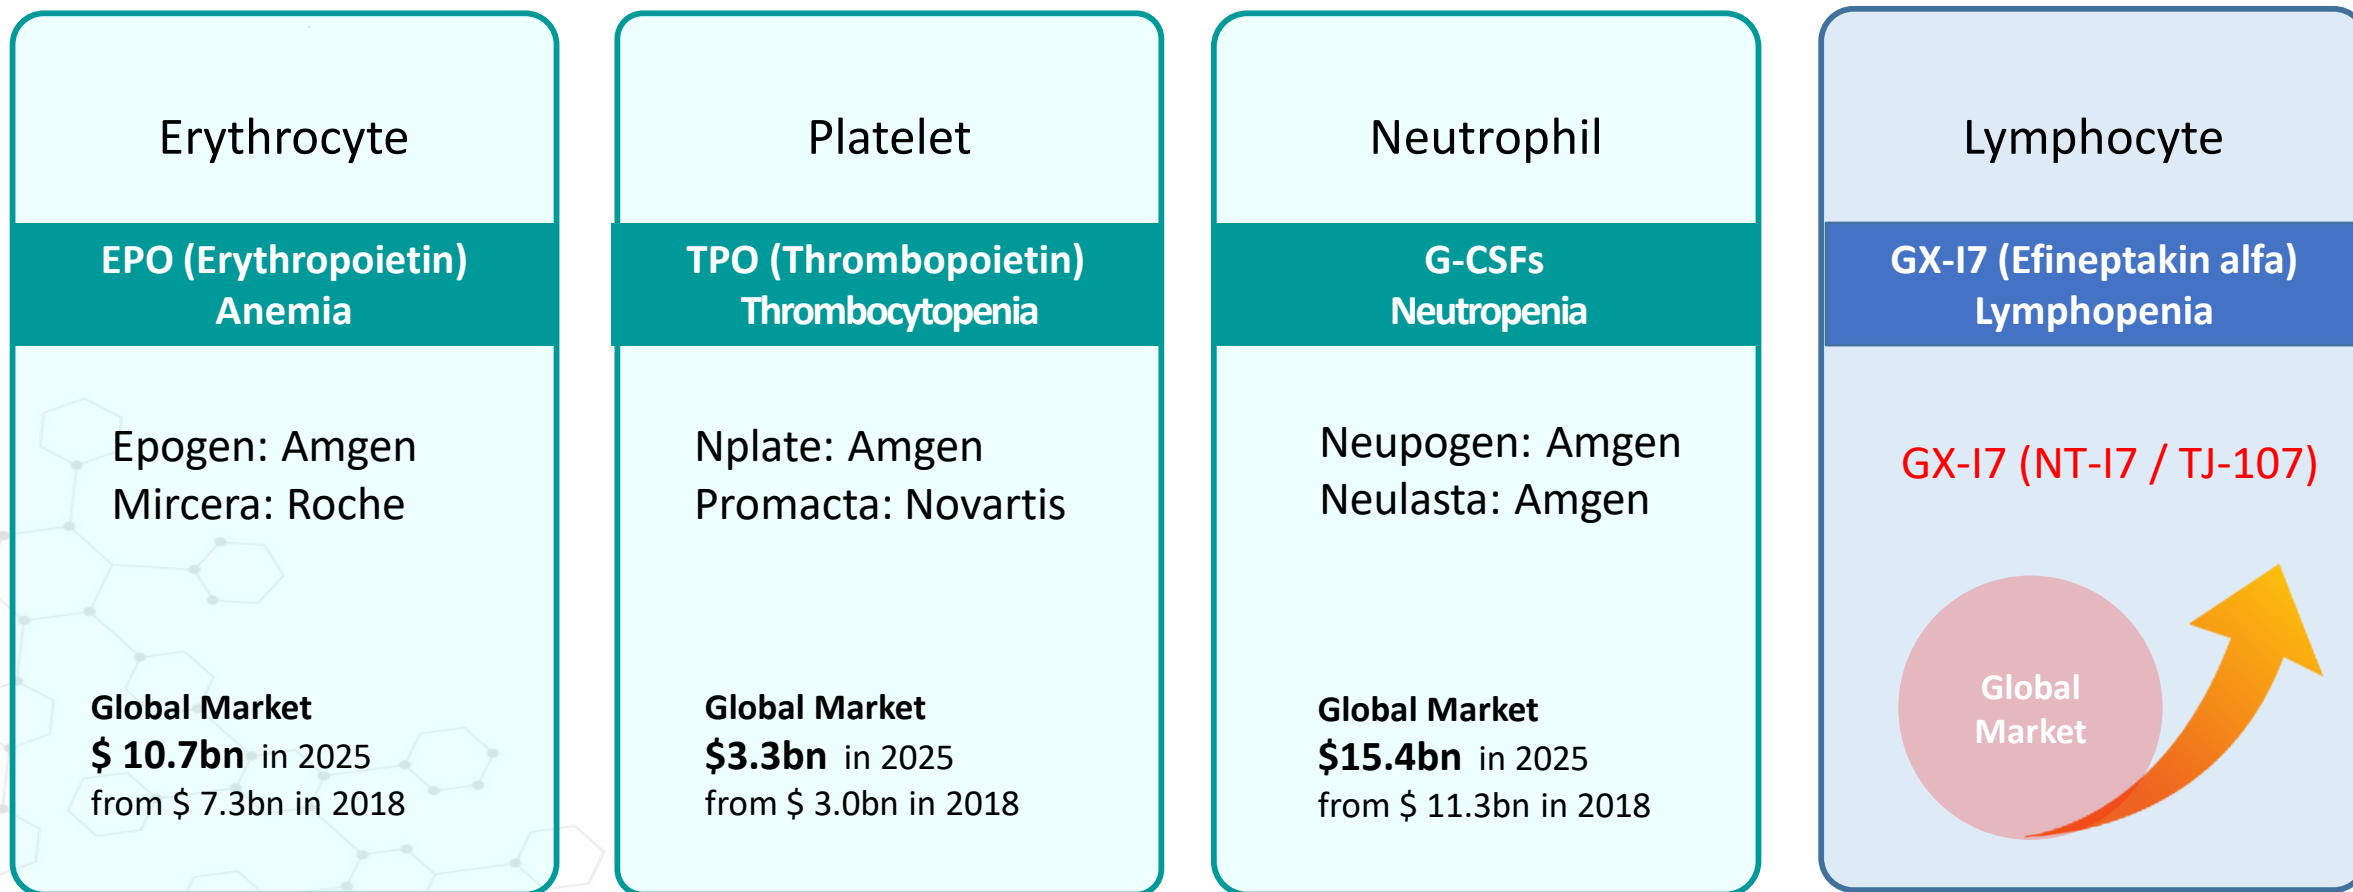 Erythrocyte
EPO (Erythropoietin)
Anemia
Epogen: Amgen
Mircera: Roche
Global Market
$ 10.7bn in 2025
from $ 7.3bn in 2018
Platelet
TPO (Thrombopoietin)
Thrombocytopenia
Nplate: Amgen
Promacta: Novartis
Global Market
$3.3bn in 2025
from $ 3.0bn in 2018
Neutrophil
G-CSFs
Neutropenia
Neupogen: Amgen
Neulasta: Amgen
Global Market
$15.4bn in 2025
from $ 11.3bn in 2018
Lymphocyte
GX-I7 (Efineptakin alfa)
Lymphopenia
GX-I7 (NT-I7 / TJ-107)
Global
Market